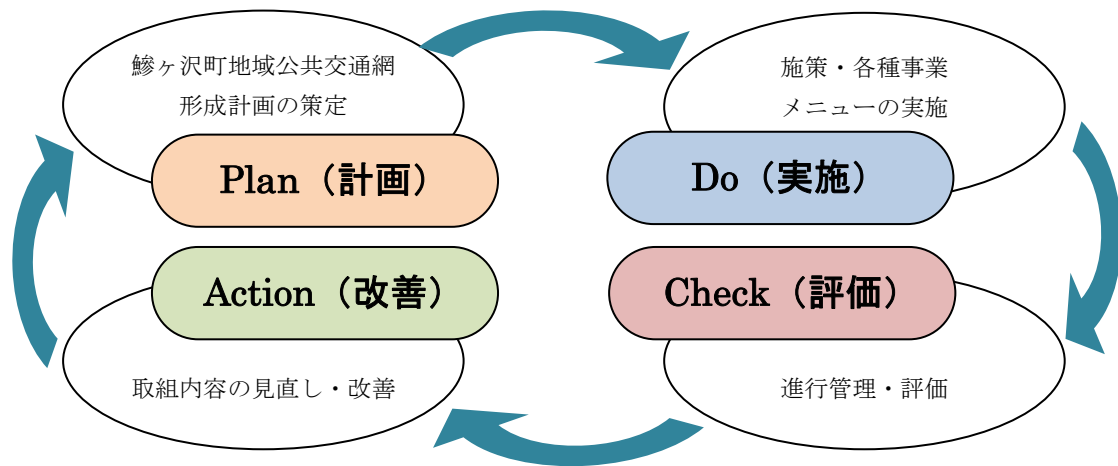 鰺ヶ沢町地域公共交通網
形成計画の策定
Plan（計画）
施策・各種事業
メニューの実施
Do（実施）
Action（改善）
取組内容の見直し・改善
Check（評価）
進行管理・評価